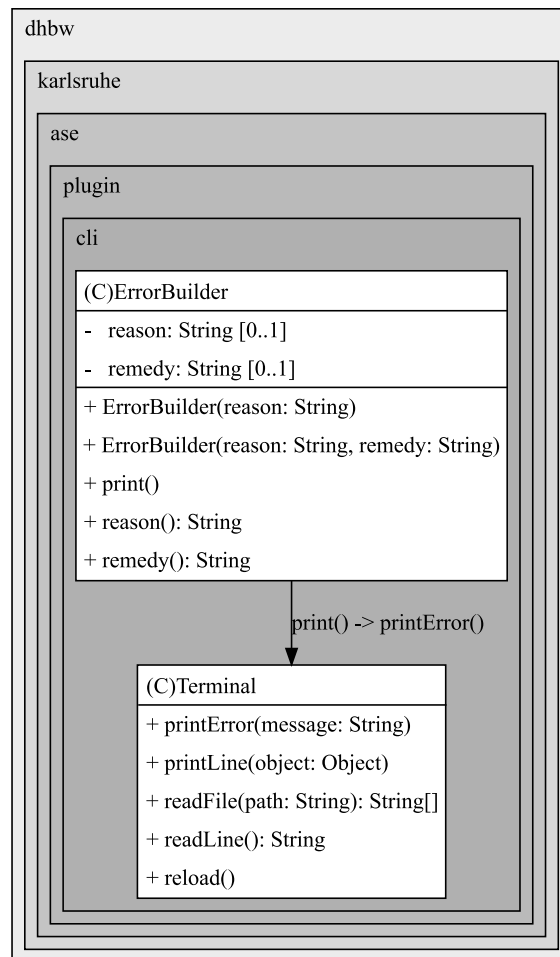 dhbw
karlsruhe
ase
plugin
cli
(C)ErrorBuilder
- reason: String [0..1]
- remedy: String [0..1]
+ ErrorBuilder(reason: String)
+ ErrorBuilder(reason: String, remedy: String)
+ print()
+ reason(): String
+ remedy(): String
print() -> printError()
(C)Terminal
+ printError(message: String)
+ printLine(object: Object)
+ readFile(path: String): String[]
+ readLine(): String
+ reload()